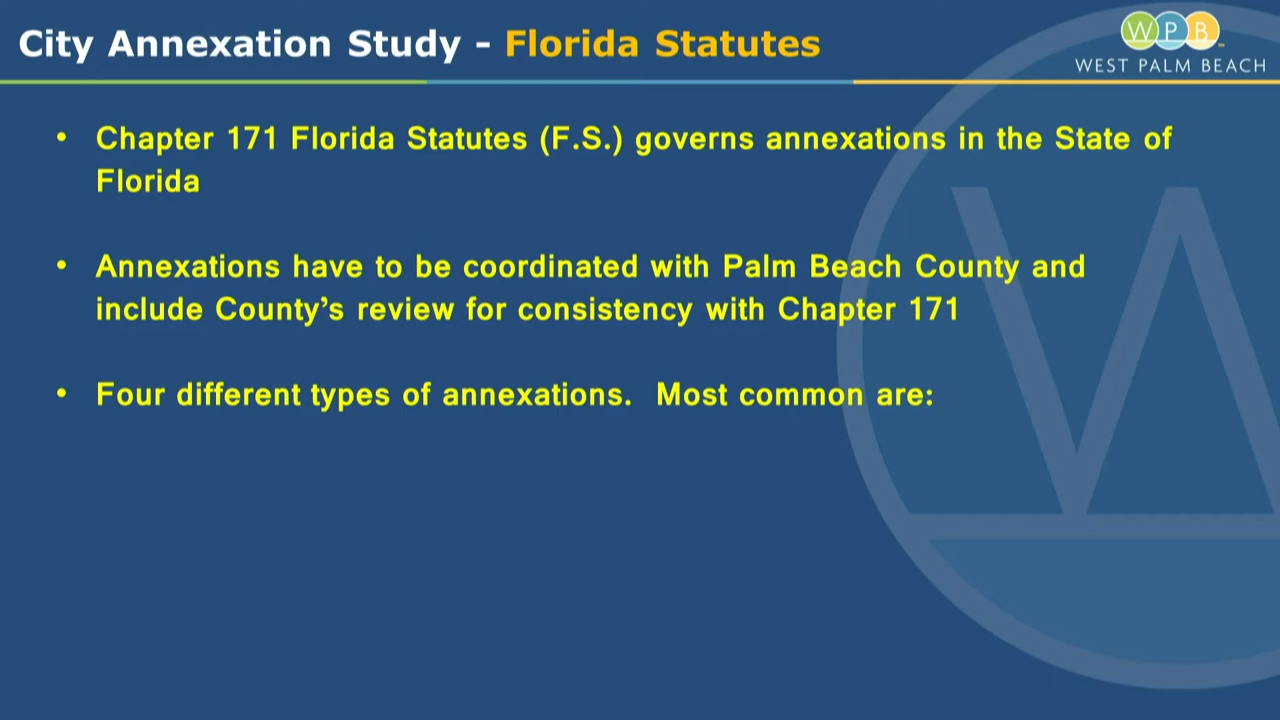 City Annexation Study - Florida Statutes
WPB
WEST PALM BEACH
• Chapter 171 Florida Statutes (F.S.) governs annexations in the State of
Florida
• Annexations have to be coordinated with Palm Beach County and
include County’s review for consistency with Chapter 171
• Four different types of annexations.  Most common are:
W